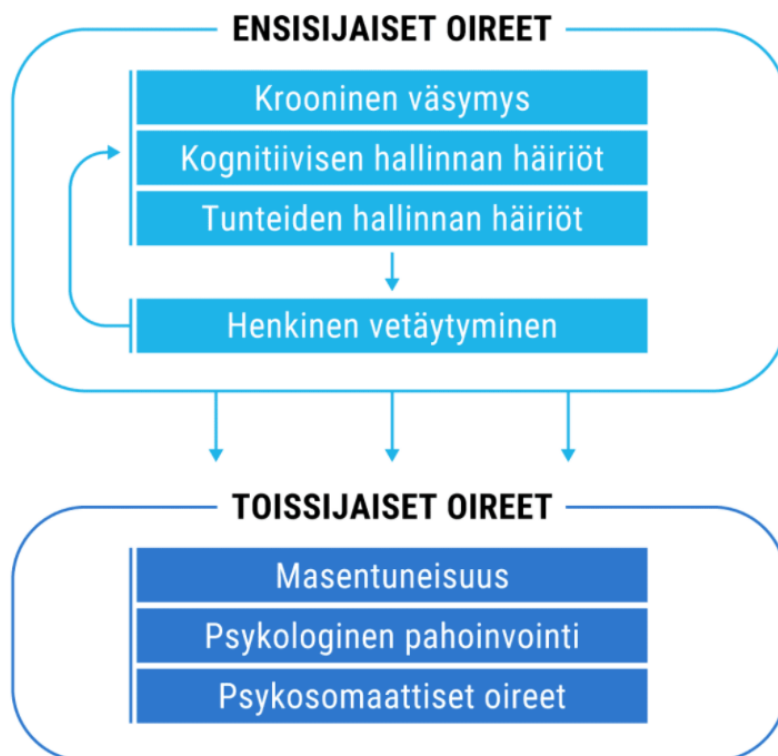 ENSISIJAISET OIREET
Krooninen väsymys
Kognitiivisen hallinnan häiriöt
Tunteiden hallinnan häiriöt
Henkinen vetäytyminen
TOISSIJAISET OIREET
Masentuneisuus
Psykologinen pahoinvointi
Psykosomaattiset oireet